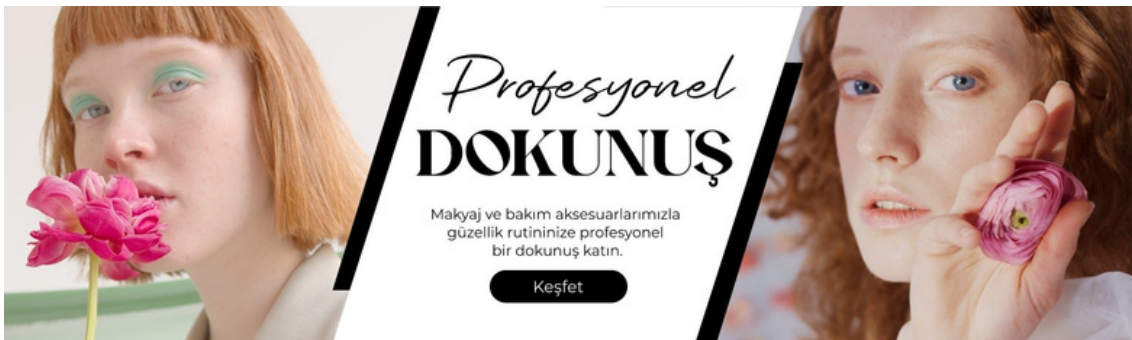 Profesyonel
DOKUNUŞ
Makyaj ve bakım aksesuarlarımızla
güzellik rutininize profesyonel
bir dokunuş katın.
Keşfet